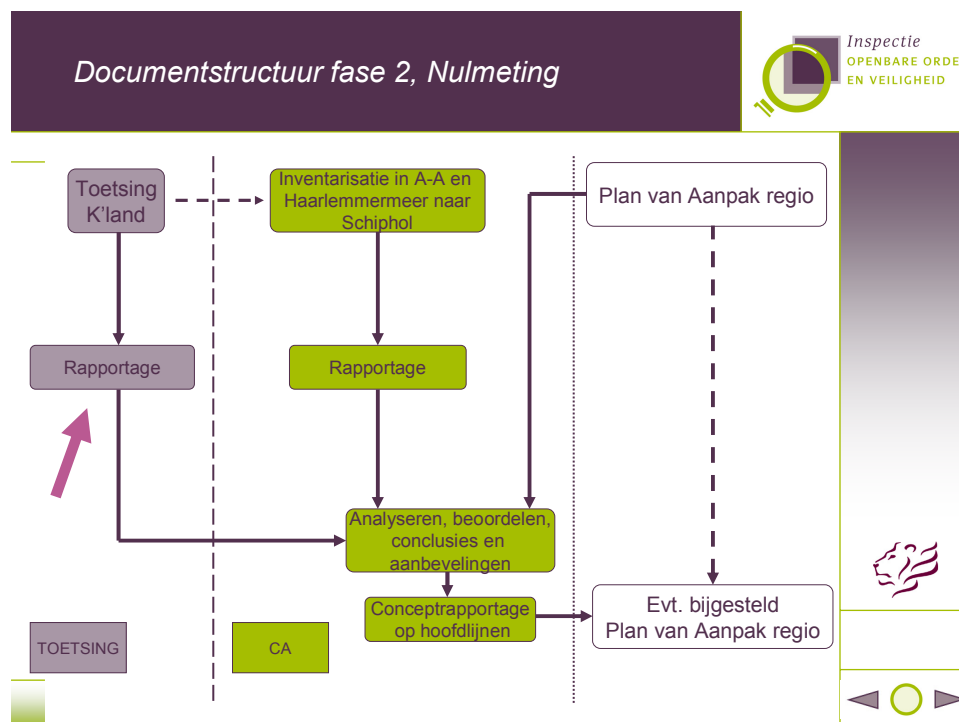 Documentstructuur fase 2, Nulmeting
Inspectie
OPENBARE ORDE
EN VEILIGHEID
Toetsing
K'land
Inventarisatie in A-A en
Haarlemmermeer naar
Schiphol
Plan van Aanpak regio
Rapportage
Rapportage
Analyseren, beoordelen,
conclusies en
aanbevelingen
Conceptrapportage
op hoofdlijnen
Evt. bijgesteld
Plan van Aanpak regio
TOETSING
CA